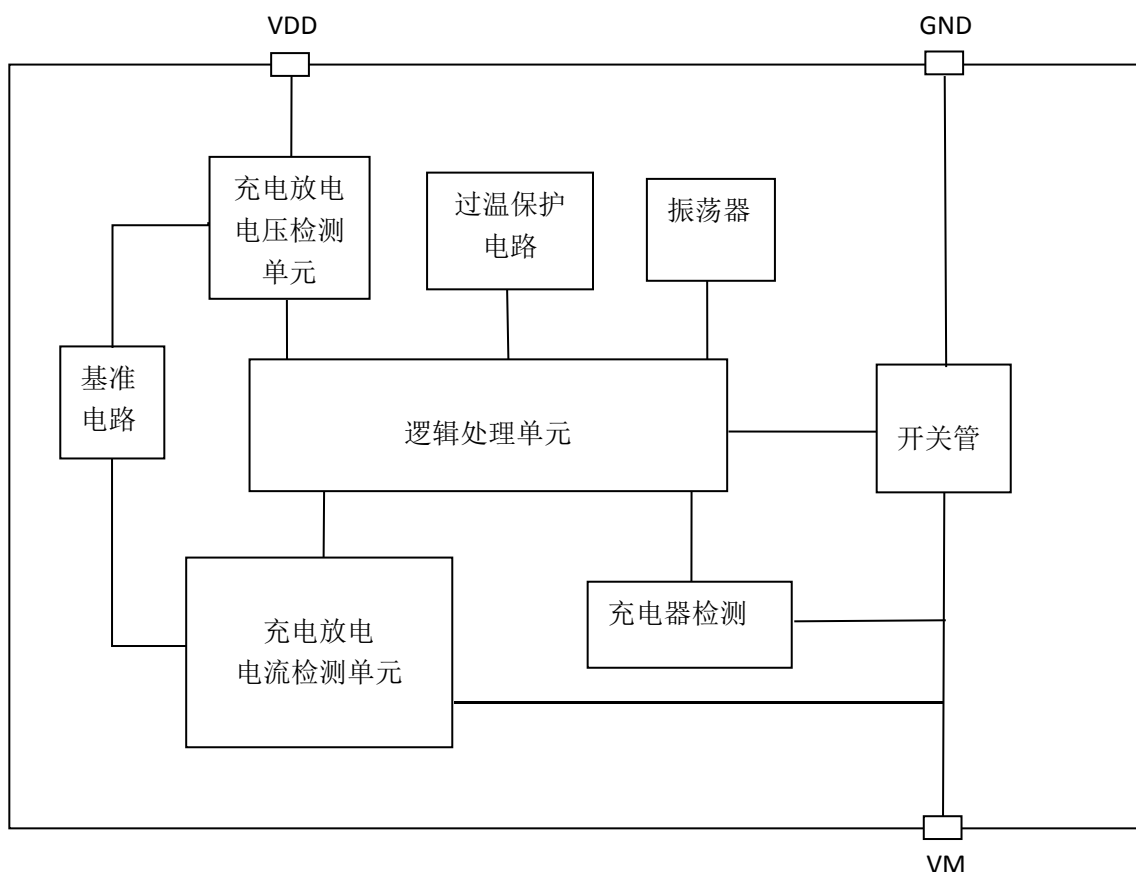 VDD
GND
充电放电
电压检测
单元
过温保护
电路
振荡器
基准
电路
逻辑处理单元
开关管
充电放电
电流检测单元
充电器检测
VM